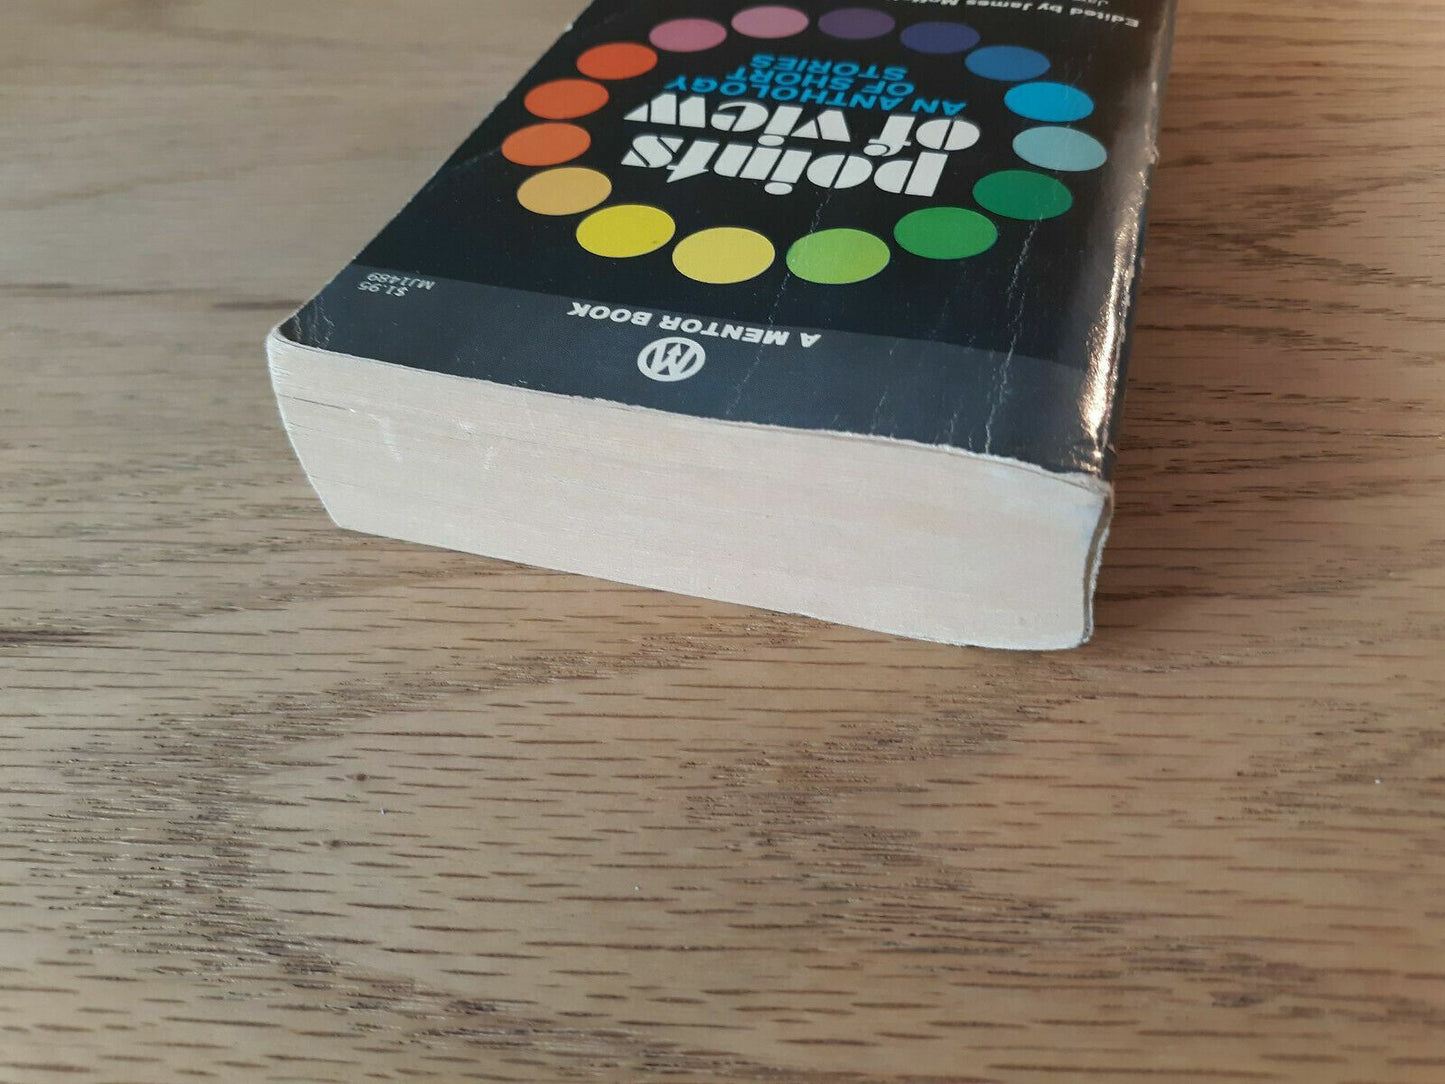 M
A MENTOR BOOK
$1.95
MJ1489
points
of view
AN ANTHOLOGY
OF SHORT
STORIES
Edited by James